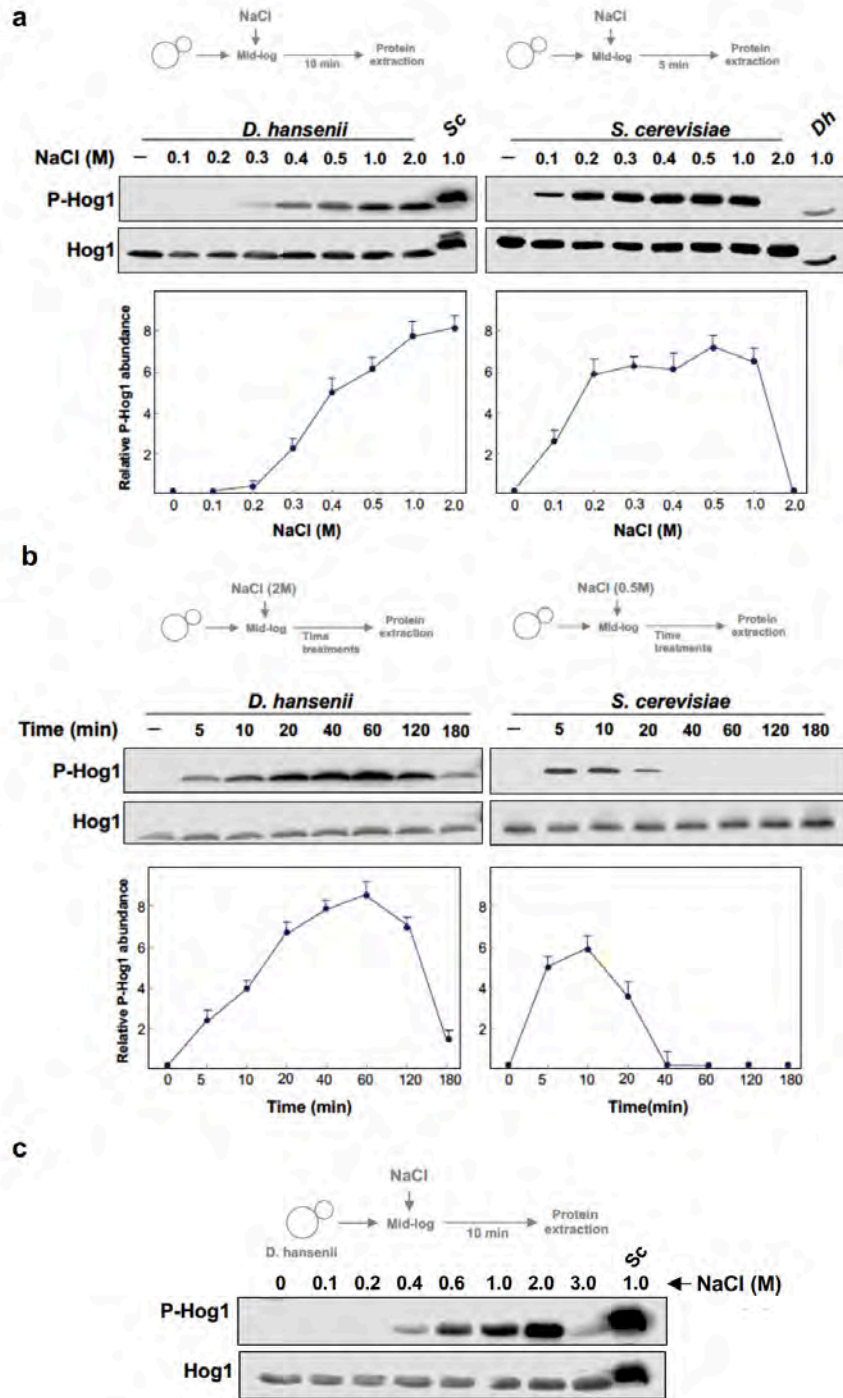 a
NaCl NaCl
Mid-log 10 min Protein extraction Mid-log 5 min Protein extraction
D. hansenii Sc S. cerevisiae Dh
NaCl (M) — 0.1 0.2 0.3 0.4 0.5 1.0 2.0 1.0 — 0.1 0.2 0.3 0.4 0.5 1.0 2.0 1.0
P-Hog1
Hog1
Relative P-Hog1 abundance
8 8
6 6
4 4
2 2
0 0.1 0.2 0.3 0.4 0.5 1.0 2.0 0 0.1 0.2 0.3 0.4 0.5 1.0 2.0
NaCl (M) NaCl (M)
b
NaCl (2M) NaCl (0.5M)
Mid-log Time treatments Protein extraction Mid-log Time treatments Protein extraction
D. hansenii S. cerevisiae
Time (min) — 5 10 20 40 60 120 180 — 5 10 20 40 60 120 180
P-Hog1
Hog1
Relative P-Hog1 abundance
8 8
6 6
4 4
2 2
0 5 10 20 40 60 120 180 0 5 10 20 40 60 120 180
Time (min) Time(min)
c
NaCl
Mid-log 10 min Protein extraction
D. hansenii
Sc
0 0.1 0.2 0.4 0.6 1.0 2.0 3.0 1.0 NaCl (M)
P-Hog1
Hog1